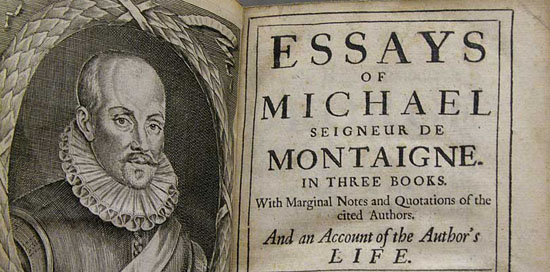 ESSAYS
OF
MICHAEL
SEIGNEUR DE
MONTAIGNE.
IN THREE BOOKS.
With Marginal Notes and Quotations of the
cited Authors.
And an Account of the Author's
LIFE.